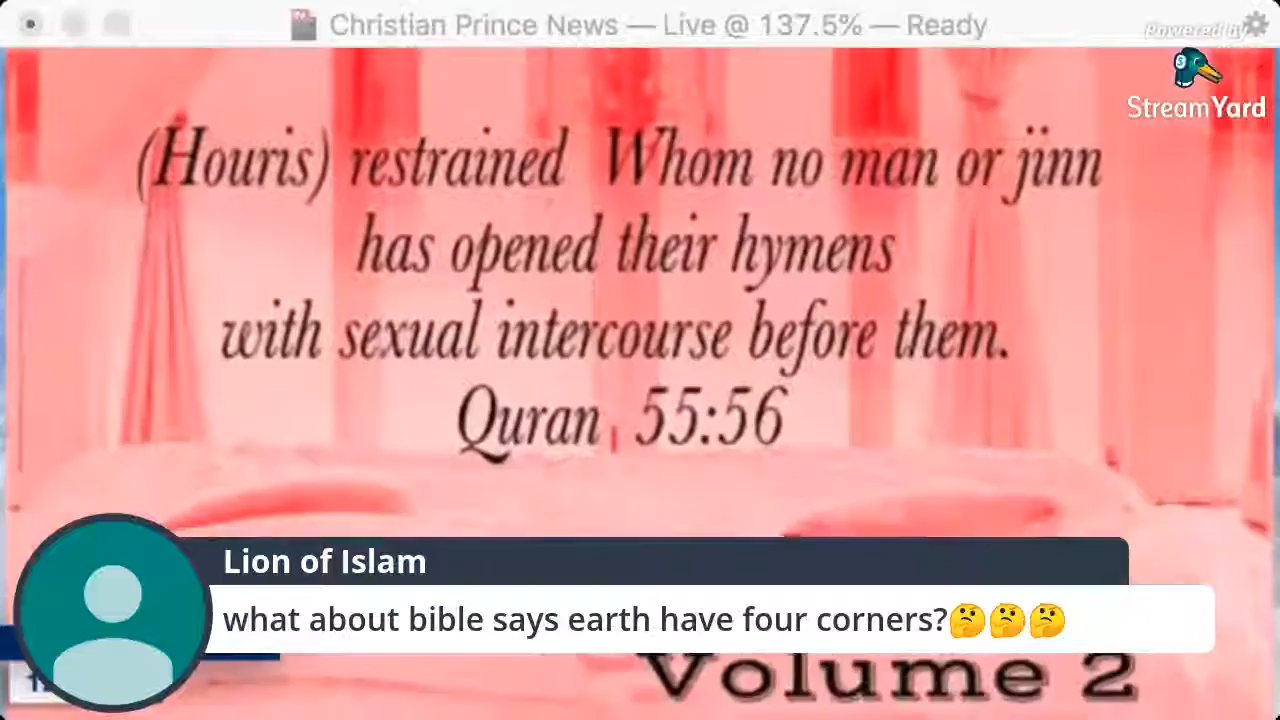 Christian Prince News — Live @ 137.5% — Ready
Powered by
StreamYard
(Houris) restrained Whom no man or jinn
has opened their hymens
with sexual intercourse before them.
Quran 55:56
Lion of Islam
what about bible says earth have four corners?🤔🤔🤔
Volume 2